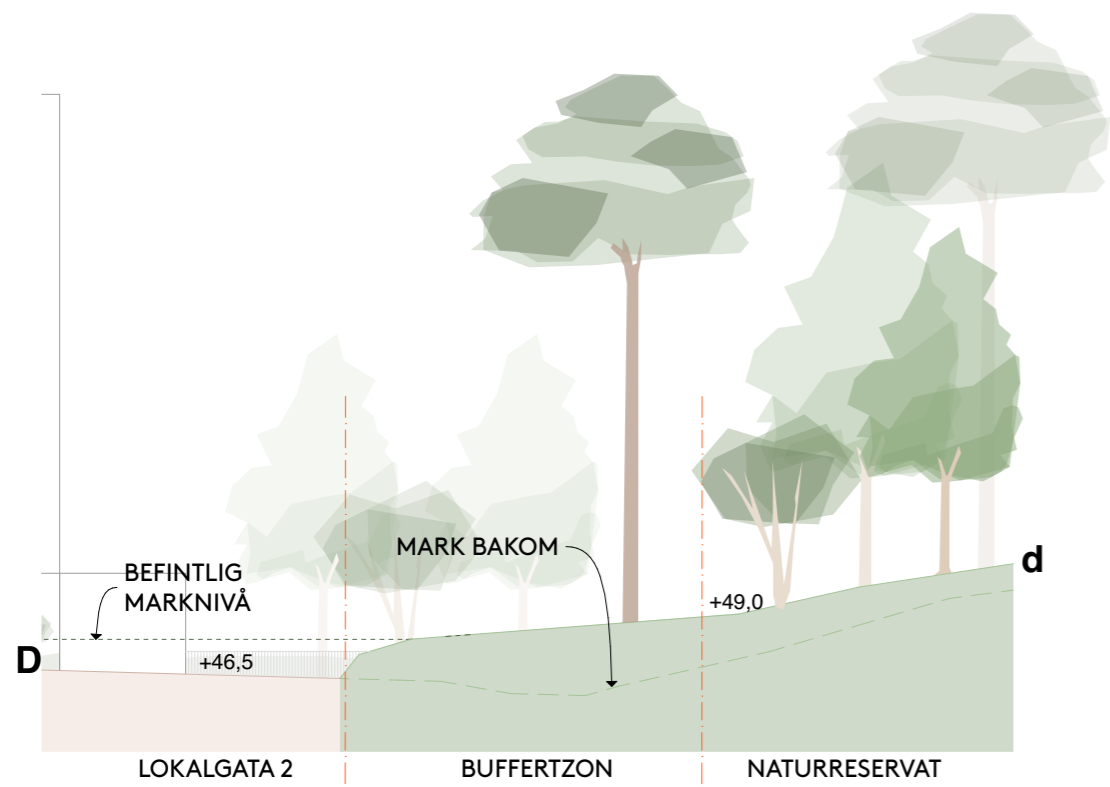 MARK BAKOM
d
BEFINTLIG
MARKNIVÅ
+49,0
D
+46,5
LOKALGATA 2
BUFFERTZON
NATURRESERVAT